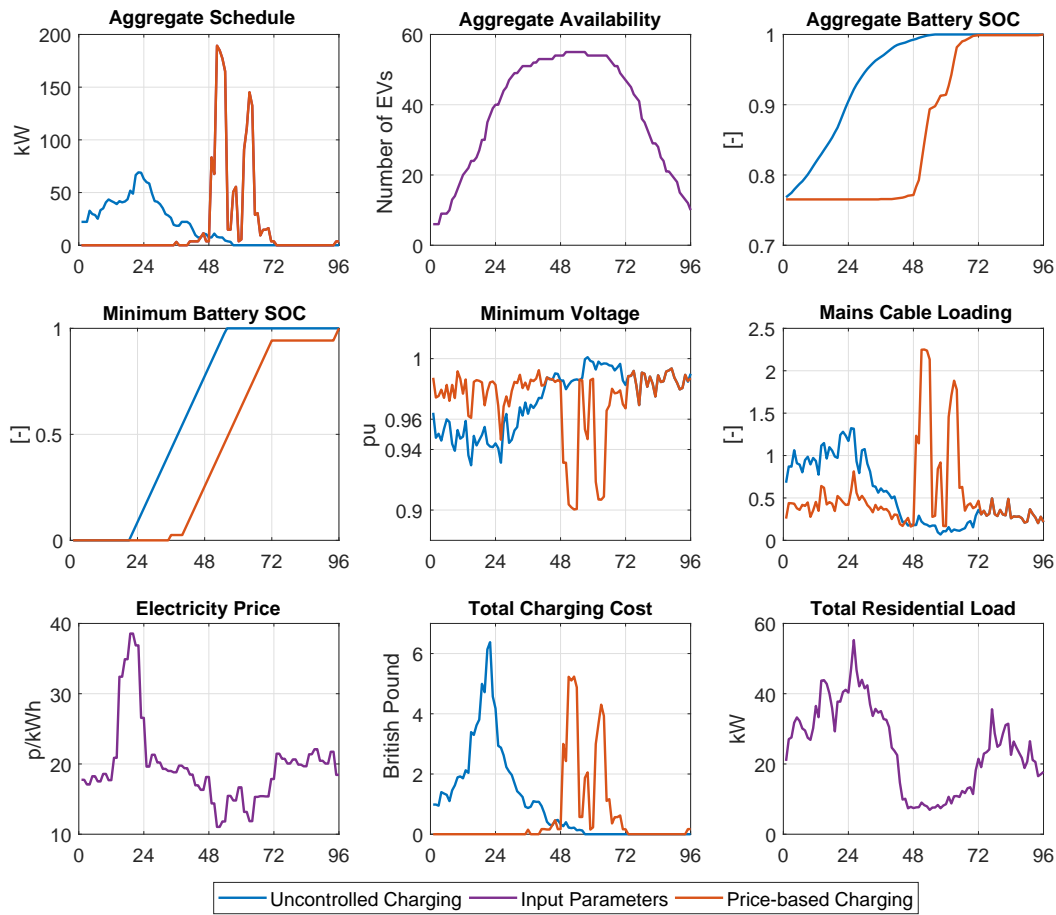 Aggregate Schedule
200
150
100
50
0
kW
0 24 48 72 96
Aggregate Availability
60
40
20
0
Number of EVs
0 24 48 72 96
Aggregate Battery SOC
1
0.9
0.8
0.7
[-]
0 24 48 72 96
Minimum Battery SOC
1
0.5
0
[-]
0 24 48 72 96
Minimum Voltage
1
0.96
0.94
0.9
pu
0 24 48 72 96
Mains Cable Loading
2.5
2
1.5
1
0.5
0
[-]
0 24 48 72 96
Electricity Price
40
30
20
10
p/kWh
0 24 48 72 96
Total Charging Cost
6
4
2
0
British Pound
0 24 48 72 96
Total Residential Load
60
40
20
0
kW
0 24 48 72 96
Uncontrolled Charging Input Parameters Price-based Charging